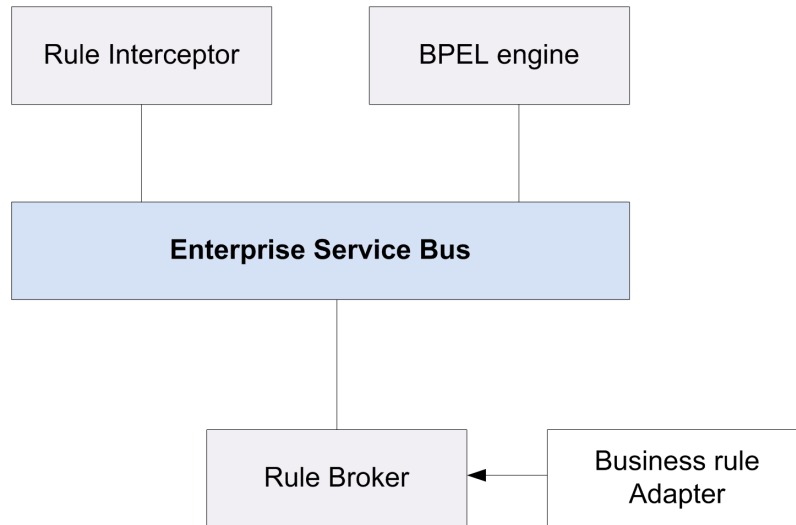 Rule Interceptor
BPEL engine
Enterprise Service Bus
Rule Broker
Business rule
Adapter